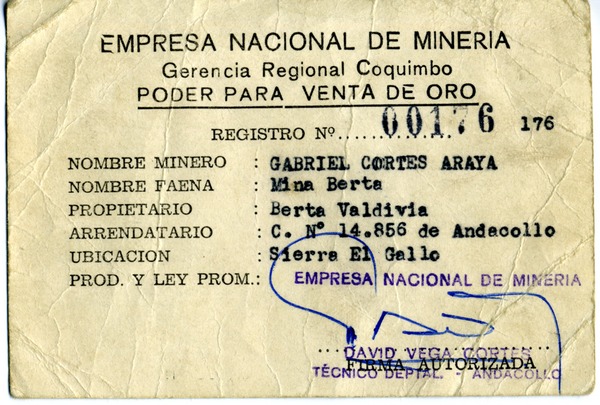 EMPRESA NACIONAL DE MINERIA
Gerencia Regional Coquimbo
PODER PARA VENTA DE ORO
REGISTRO Nº.............. 00176 176
NOMBRE MINERO : GABRIEL CORTES ARAYA
NOMBRE FAENA : Mina Berta
PROPIETARIO : Berta Valdivia
ARRENDATARIO : C. Nº 14.856 de Andacollo
UBICACION : Sierra El Gallo
PROD. Y LEY PROM.: EMPRESA NACIONAL DE MINERIA
DAVID VEGA CORTES
FIRMA AUTORIZADA
TÉCNICO DEPTAL. - ANDACOLLO